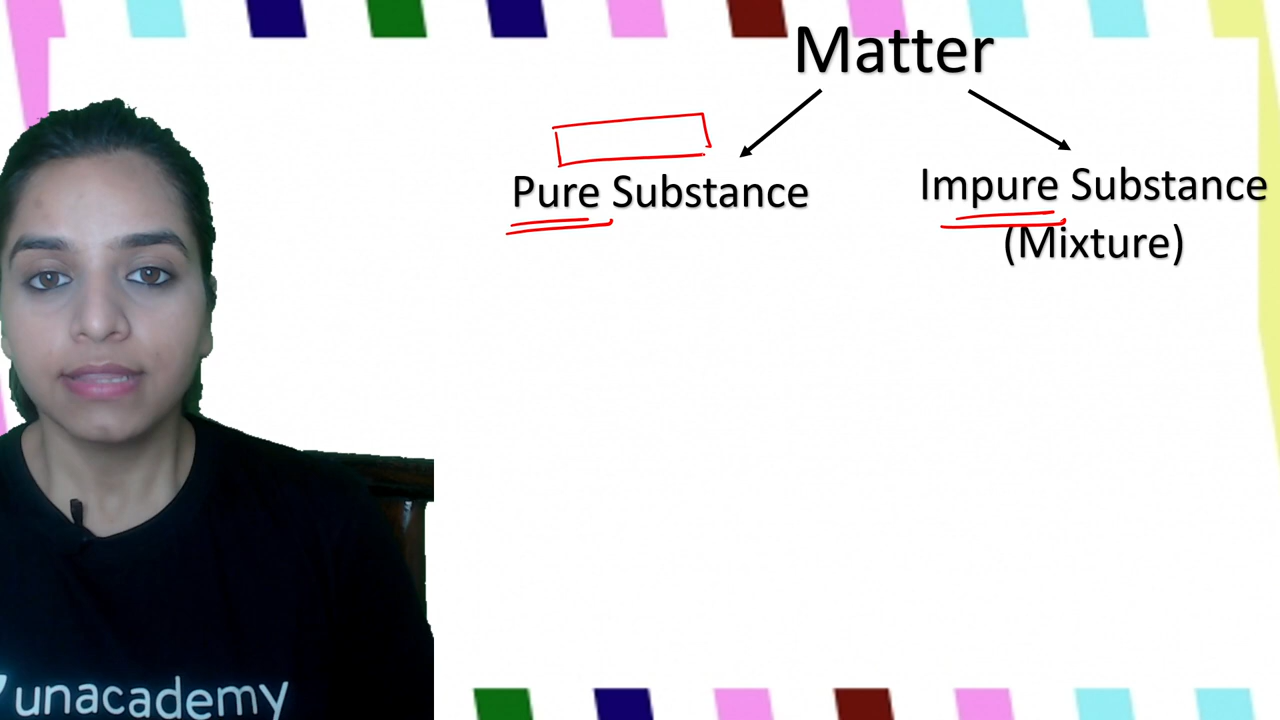 Matter
Pure Substance
Impure Substance
(Mixture)
unacademy